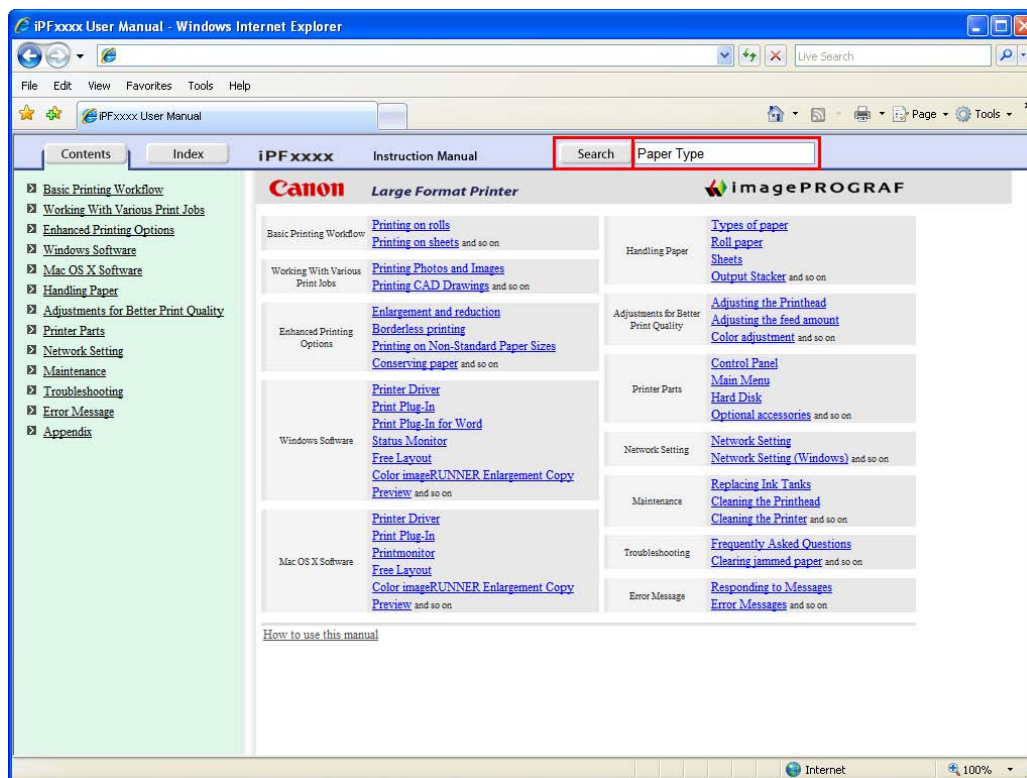 iPFxxxx User Manual - Windows Internet Explorer
Live Search
File Edit View Favorites Tools Help
iPFxxxx User Manual
Page Tools
Contents Index iPFxxxx Instruction Manual Search Paper Type
Basic Printing Workflow
Working With Various Print Jobs
Enhanced Printing Options
Windows Software
Mac OS X Software
Handling Paper
Adjustments for Better Print Quality
Printer Parts
Network Setting
Maintenance
Troubleshooting
Error Message
Appendix
Canon Large Format Printer imagePROGRAF
Basic Printing Workflow
Printing on rolls
Printing on sheets and so on
Working With Various
Print Jobs
Printing Photos and Images
Printing CAD Drawings and so on
Enhanced Printing
Options
Enlargement and reduction
Borderless printing
Printing on Non-Standard Paper Sizes
Conserving paper and so on
Windows Software
Printer Driver
Print Plug-In
Print Plug-In for Word
Status Monitor
Free Layout
Color imageRUNNER Enlargement Copy
Preview and so on
Mac OS X Software
Printer Driver
Print Plug-In
Printmonitor
Free Layout
Color imageRUNNER Enlargement Copy
Preview and so on
Handling Paper
Types of paper
Roll paper
Sheets
Output Stacker and so on
Adjustments for Better
Print Quality
Adjusting the Printhead
Adjusting the feed amount
Color adjustment and so on
Printer Parts
Control Panel
Main Menu
Hard Disk
Optional accessories and so on
Network Setting
Network Setting
Network Setting (Windows) and so on
Maintenance
Replacing Ink Tanks
Cleaning the Printhead
Cleaning the Printer and so on
Troubleshooting
Frequently Asked Questions
Clearing jammed paper and so on
Error Message
Responding to Messages
Error Messages and so on
How to use this manual
Internet 100%